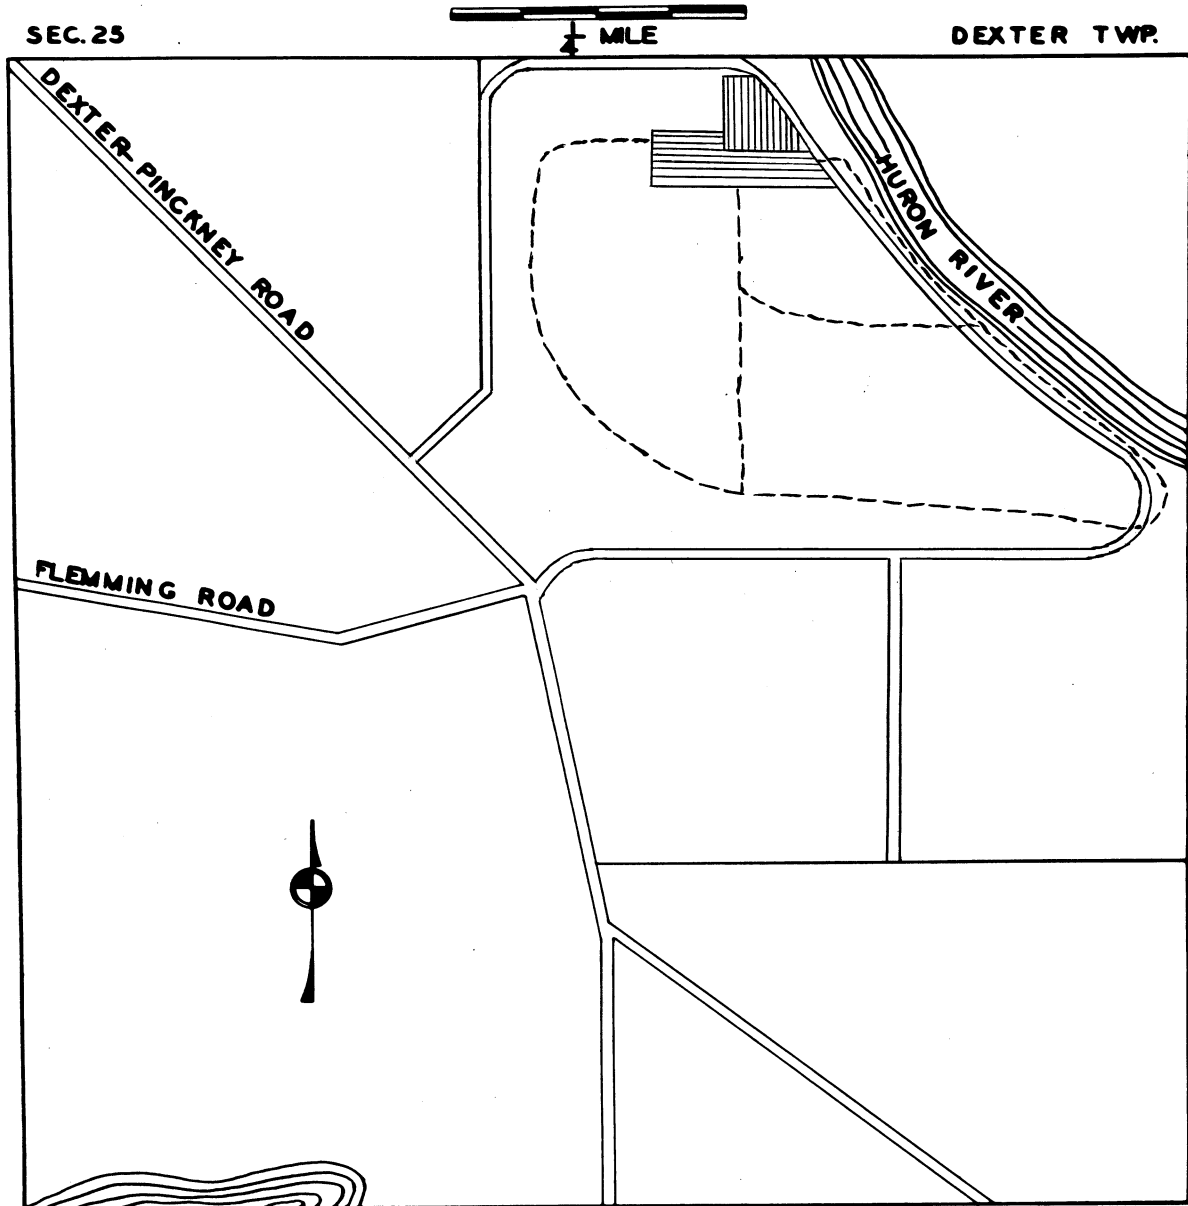 SEC. 25
1/4 MILE
DEXTER TWP.
DEXTER-PINCKNEY ROAD
HURON RIVER
FLEMMING ROAD